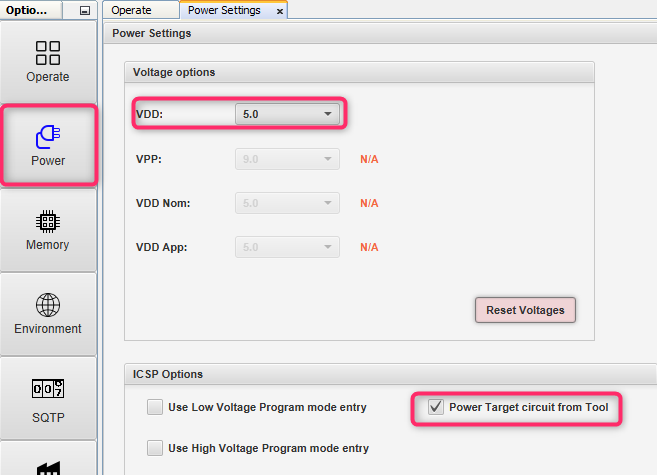 Optio...
Operate
Power Settings
x
Power Settings
Operate
Power
Memory
Environment
SQTP
Voltage options
VDD: 5.0
VPP: 9.0 N/A
VDD Nom: 5.0 N/A
VDD App: 5.0 N/A
Reset Voltages
ICSP Options
Use Low Voltage Program mode entry
Power Target circuit from Tool
Use High Voltage Program mode entry